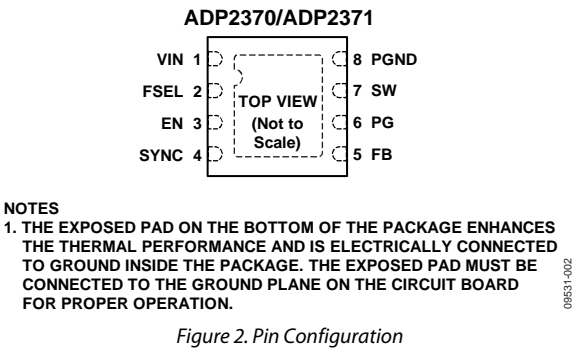 ADP2370/ADP2371
VIN 1
8 PGND
FSEL 2
7 SW
EN 3
6 PG
SYNC 4
5 FB
TOP VIEW
(Not to
Scale)
NOTES
1. THE EXPOSED PAD ON THE BOTTOM OF THE PACKAGE ENHANCES
THE THERMAL PERFORMANCE AND IS ELECTRICALLY CONNECTED
TO GROUND INSIDE THE PACKAGE. THE EXPOSED PAD MUST BE
CONNECTED TO THE GROUND PLANE ON THE CIRCUIT BOARD
FOR PROPER OPERATION.
09531-002
Figure 2. Pin Configuration